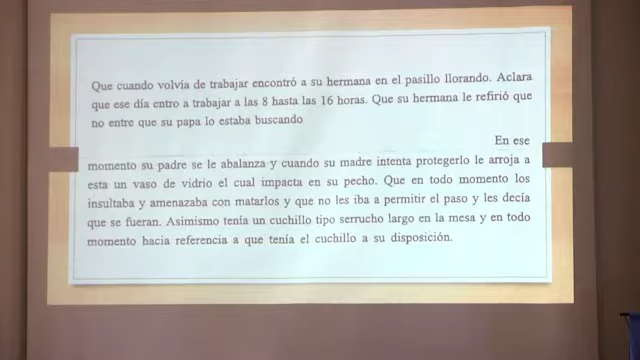 Que cuando volvía de trabajar encontró a su hermana en el pasillo llorando. Aclara
que ese día entro a trabajar a las 8 hasta las 16 horas. Que su hermana le refirió que
no entre que su papa lo estaba buscando
En ese
momento su padre se le abalanza y cuando su madre intenta protegerlo le arroja a
esta un vaso de vidrio el cual impacta en su pecho. Que en todo momento los
insultaba y amenazaba con matarlos y que no les iba a permitir el paso y les decía
que se fueran. Asimismo tenía un cuchillo tipo serrucho largo en la mesa y en todo
momento hacia referencia a que tenía el cuchillo a su disposición.